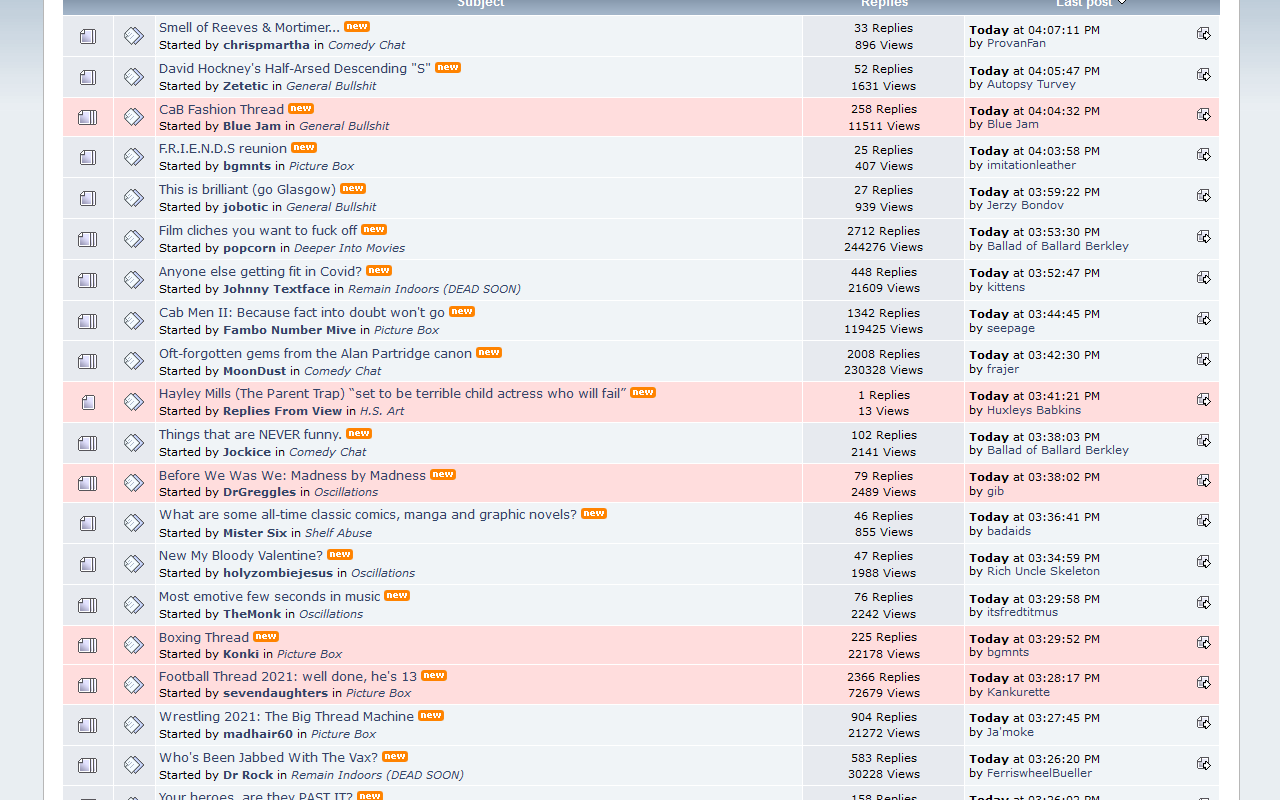 Subject Replies Last post
Smell of Reeves & Mortimer... new 33 Replies Today at 04:07:11 PM
Started by chrispmartha in Comedy Chat 896 Views by ProvanFan
David Hockney's Half-Arsed Descending "S" new 52 Replies Today at 04:05:47 PM
Started by Zetetic in General Bullshit 1631 Views by Autopsy Turvey
CaB Fashion Thread new 258 Replies Today at 04:04:32 PM
Started by Blue Jam in General Bullshit 11511 Views by Blue Jam
F.R.I.E.N.D.S reunion new 25 Replies Today at 04:03:58 PM
Started by bgmnts in Picture Box 407 Views by imitationleather
This is brilliant (go Glasgow) new 27 Replies Today at 03:59:22 PM
Started by jobotic in General Bullshit 939 Views by Jerzy Bondov
Film cliches you want to fuck off new 2712 Replies Today at 03:53:30 PM
Started by popcorn in Deeper Into Movies 244276 Views by Ballad of Ballard Berkley
Anyone else getting fit in Covid? new 448 Replies Today at 03:52:47 PM
Started by Johnny Textface in Remain Indoors (DEAD SOON) 21609 Views by kittens
Cab Men II: Because fact into doubt won't go new 1342 Replies Today at 03:44:45 PM
Started by Fambo Number Mive in Picture Box 119425 Views by seepage
Oft-forgotten gems from the Alan Partridge canon new 2008 Replies Today at 03:42:30 PM
Started by MoonDust in Comedy Chat 230328 Views by frajer
Hayley Mills (The Parent Trap) “set to be terrible child actress who will fail” new 1 Replies Today at 03:41:21 PM
Started by Replies From View in H.S. Art 13 Views by Huxleys Babkins
Things that are NEVER funny. new 102 Replies Today at 03:38:03 PM
Started by Jockice in Comedy Chat 2141 Views by Ballad of Ballard Berkley
Before We Was We: Madness by Madness new 79 Replies Today at 03:38:02 PM
Started by DrGreggles in Oscillations 2489 Views by gib
What are some all-time classic comics, manga and graphic novels? new 46 Replies Today at 03:36:41 PM
Started by Mister Six in Shelf Abuse 855 Views by badaids
New My Bloody Valentine? new 47 Replies Today at 03:34:59 PM
Started by holyzombiejesus in Oscillations 1988 Views by Rich Uncle Skeleton
Most emotive few seconds in music new 76 Replies Today at 03:29:58 PM
Started by TheMonk in Oscillations 2242 Views by itsfredtitmus
Boxing Thread new 225 Replies Today at 03:29:52 PM
Started by Konki in Picture Box 22178 Views by bgmnts
Football Thread 2021: well done, he's 13 new 2366 Replies Today at 03:28:17 PM
Started by sevendaughters in Picture Box 72679 Views by Kankurette
Wrestling 2021: The Big Thread Machine new 904 Replies Today at 03:27:45 PM
Started by madhair60 in Picture Box 21272 Views by Ja'moke
Who's Been Jabbed With The Vax? new 583 Replies Today at 03:26:20 PM
Started by Dr Rock in Remain Indoors (DEAD SOON) 30228 Views by FerriswheelBueller
Your heroes, are they PAST IT? new 158 Replies Today at 03:26:02 PM